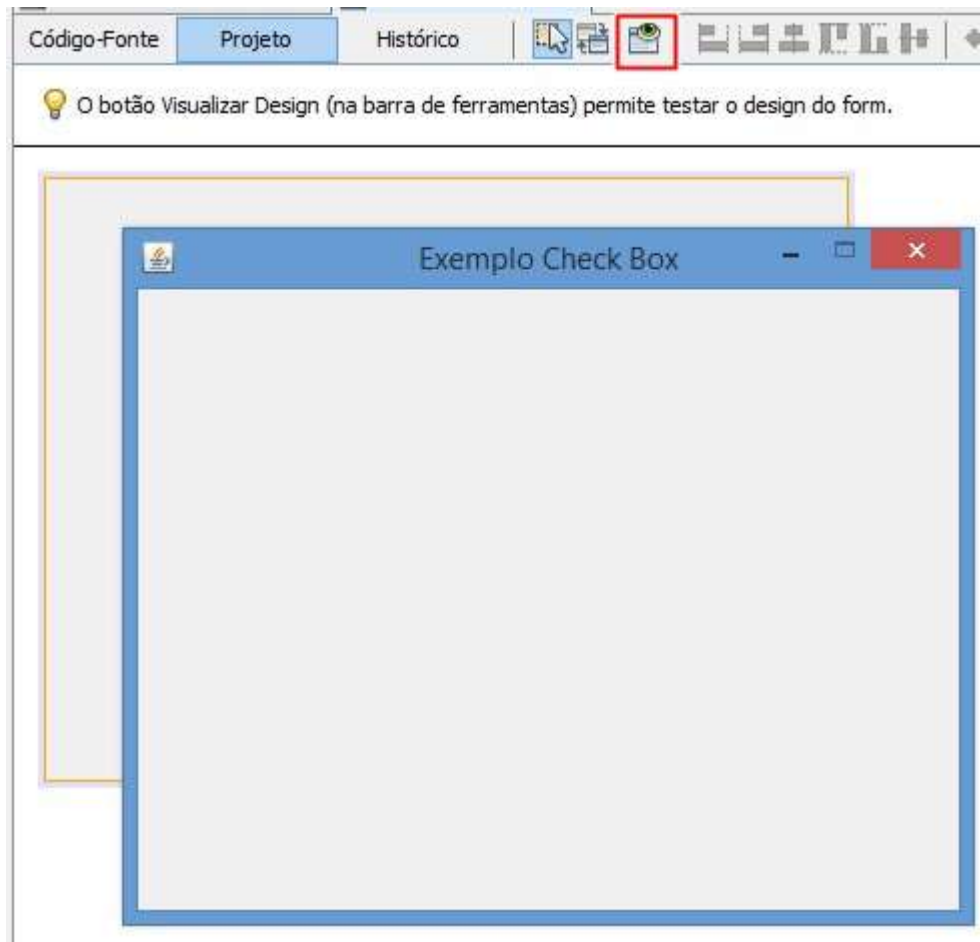 Código-Fonte Projeto Histórico
O botão Visualizar Design (na barra de ferramentas) permite testar o design do form.
Exemplo Check Box